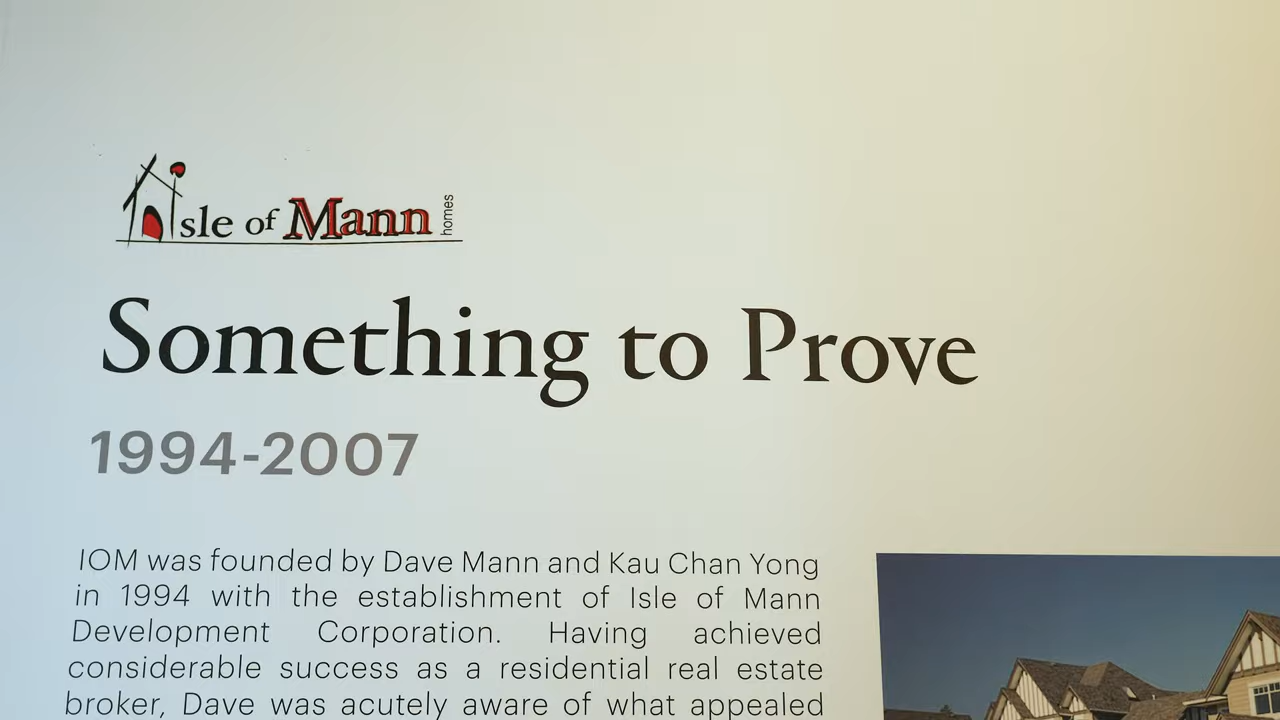 Isle of Mann homes
Something to Prove
1994-2007
IOM was founded by Dave Mann and Kau Chan Yong
in 1994 with the establishment of Isle of Mann
Development Corporation. Having achieved
considerable success as a residential real estate
broker, Dave was acutely aware of what appealed